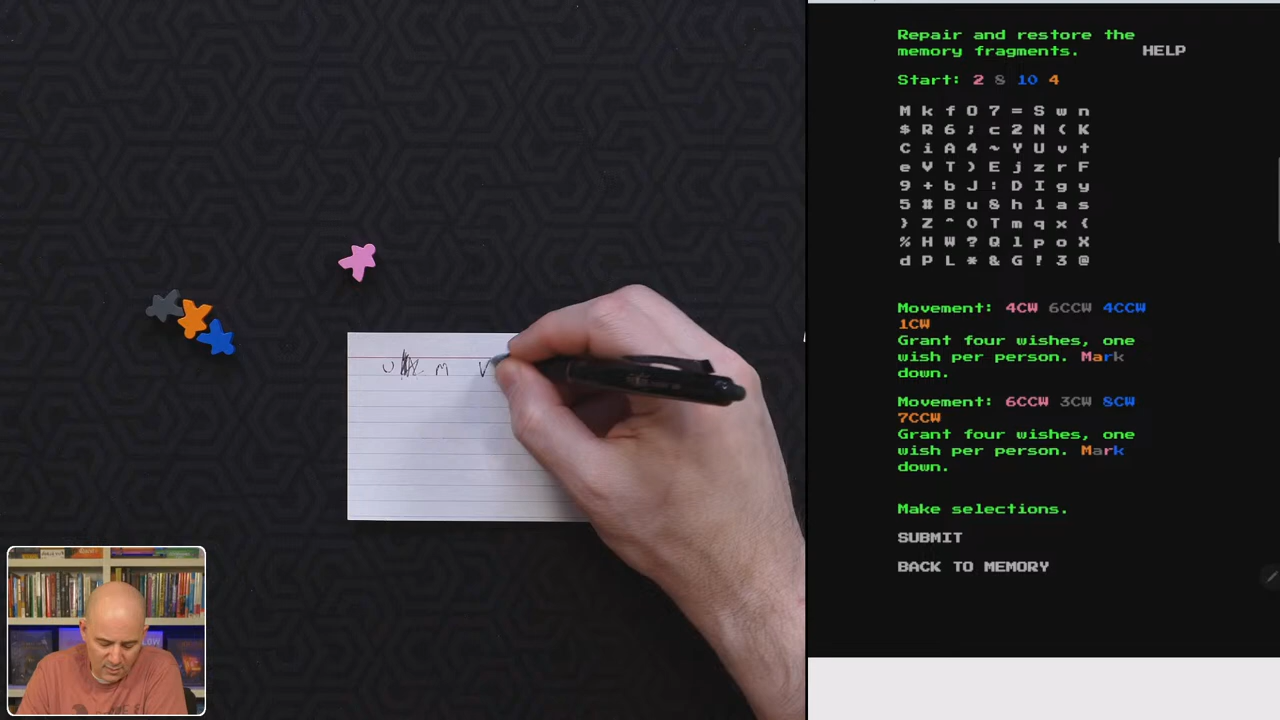 Repair and restore the
memory fragments. HELP
Start: 2 8 10 4
M k f O 7 = S w n
$ R 6 ; c 2 N ( K
C i A 4 ~ Y U v t
e V T ) E j z r F
9 + b J : D I g y
5 # B u 8 h 1 a s
} Z ^ 0 T m q x {
% H W ? Q l p o X
d P L * & G ! 3 @
Movement: 4CW 6CCW 4CCW
1CW
Grant four wishes, one
wish per person. Mark
down.
Movement: 6CCW 3CW 8CW
7CCW
Grant four wishes, one
wish per person. Mark
down.
Make selections.
SUBMIT
BACK TO MEMORY
U m V